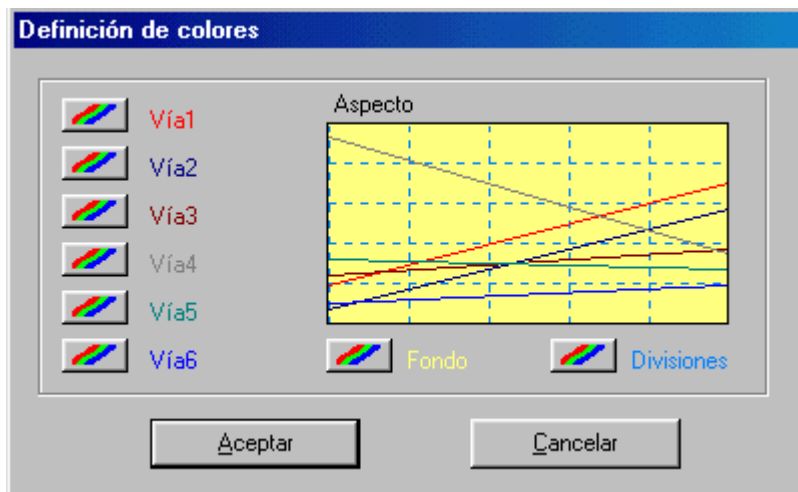 Definición de colores
Aspecto
Vía1
Vía2
Vía3
Vía4
Vía5
Vía6
Fondo
Divisiones
Aceptar
Cancelar